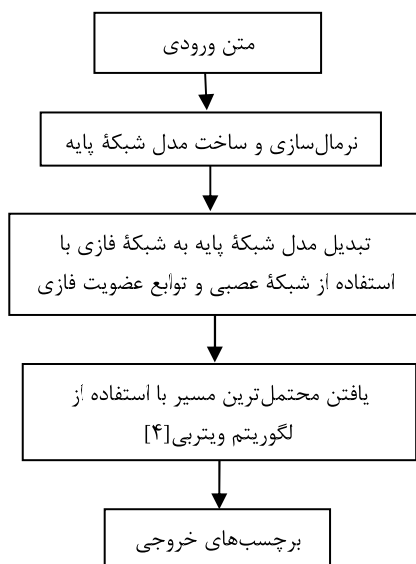 متن ورودی
نرمال‌سازی و ساخت مدل شبکهٔ پایه
تبدیل مدل شبکهٔ پایه به شبکهٔ فازی با
استفاده از شبکهٔ عصبی و توابع عضویت فازی
یافتن محتمل‌ترین مسیر با استفاده از
لگوریتم ویتربی[۴]
برچسب‌های خروجی